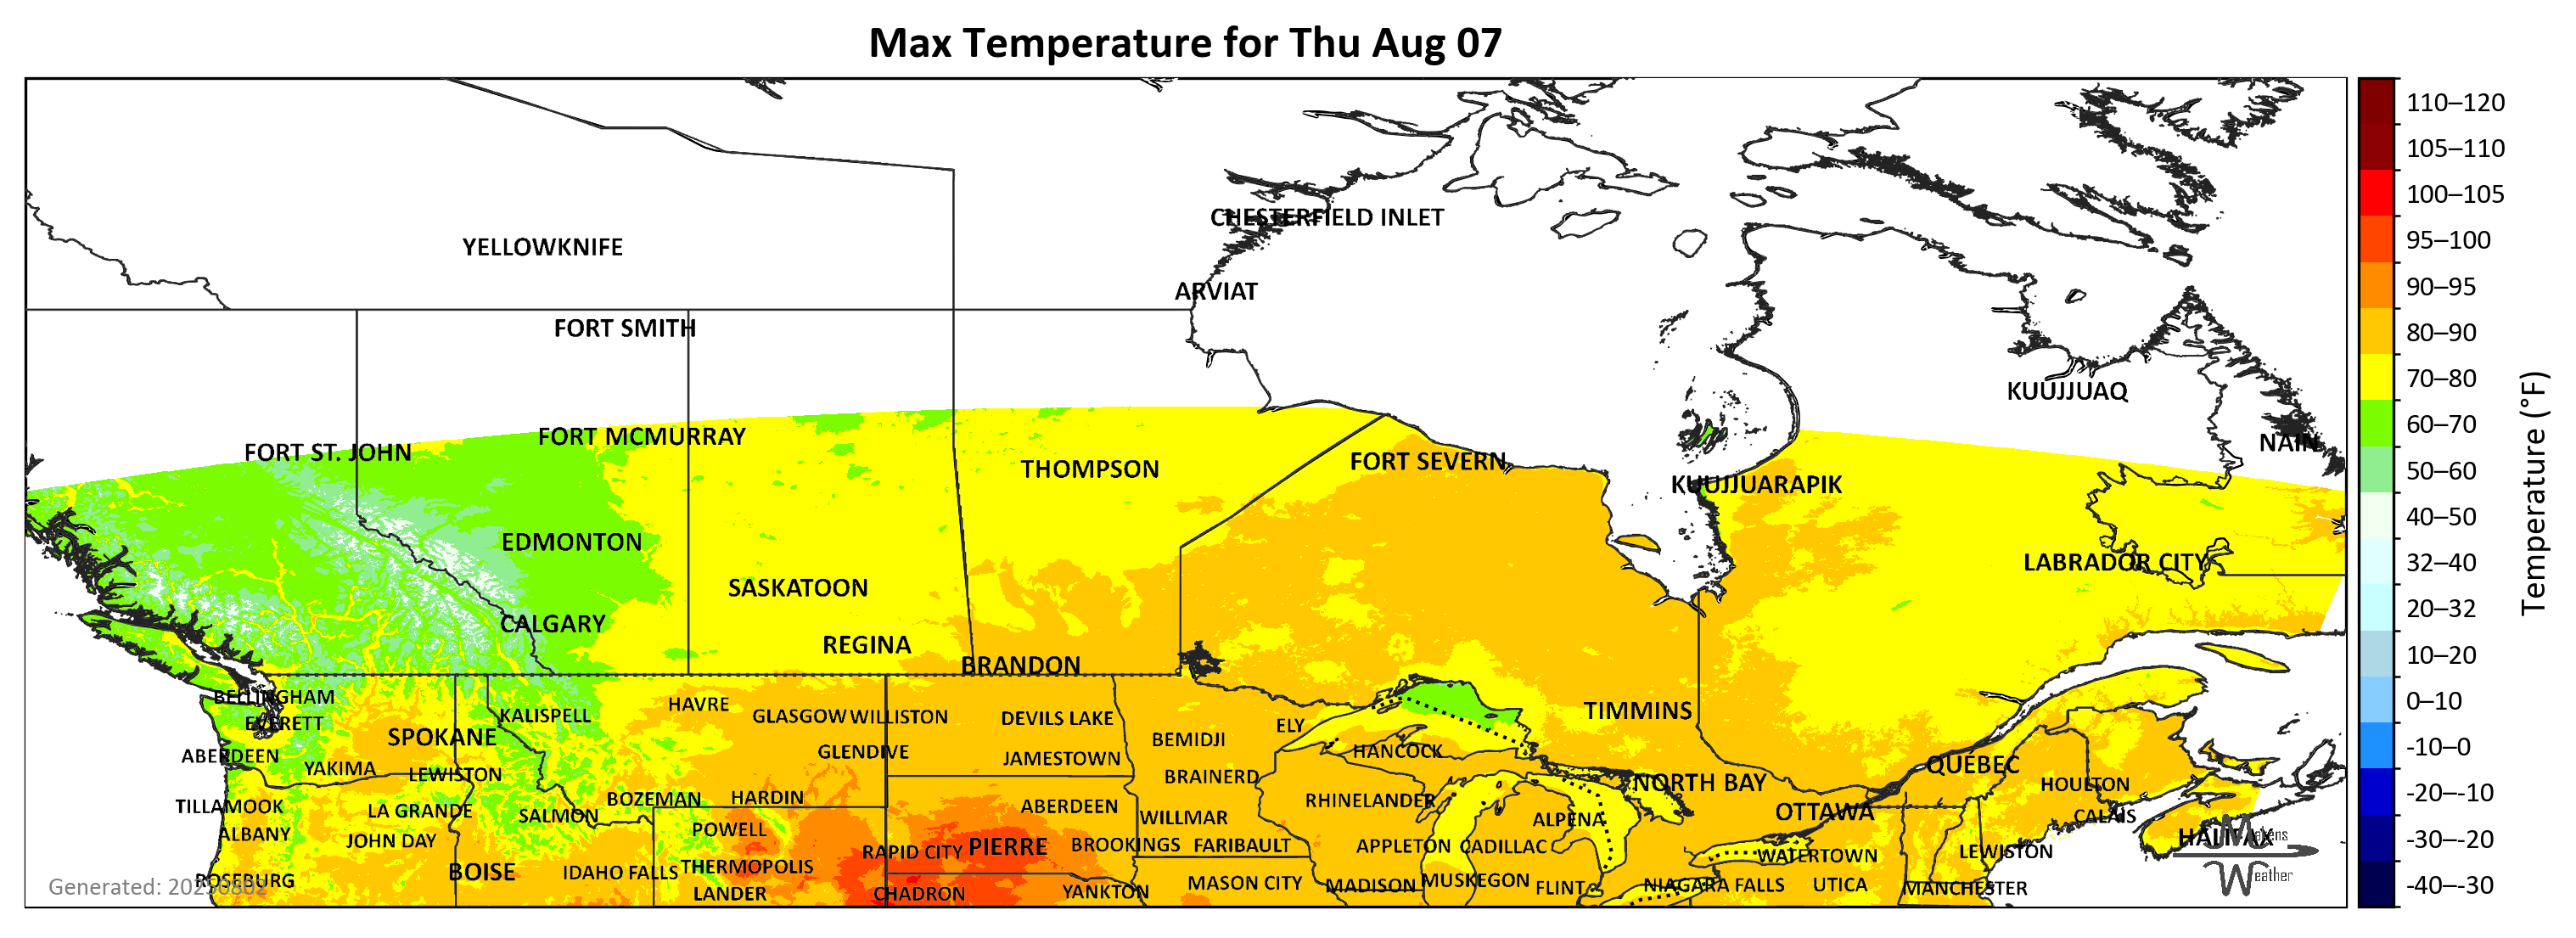 Max Temperature for Thu Aug 07
CHESTERFIELD INLET
YELLOWKNIFE
ARVIAT
FORT SMITH
KUUJJUAQ
FORT MCMURRAY
FORT ST. JOHN
NAIN
THOMPSON
FORT SEVERN
KUUJJUARAPIK
EDMONTON
LABRADOR CITY
SASKATOON
CALGARY
REGINA
BRANDON
BELLINGHAM
HAVRE
EVERETT
KALISPELL
GLASGOW
WILLISTON
DEVILS LAKE
ELY
TIMMINS
SPOKANE
BEMIDJI
ABERDEEN
GLENDIVE
JAMESTOWN
HANCOCK
YAKIMA
LEWISTON
BRAINERD
NORTH BAY
QUÉBEC
HOULTON
TILLAMOOK
LA GRANDE
SALMON
BOZEMAN
HARDIN
ABERDEEN
RHINELANDER
OTTAWA
CALAIS
ALBANY
JOHN DAY
POWELL
WILLMAR
ALPENA
HALIFAX
BOISE
IDAHO FALLS
THERMOPOLIS
RAPID CITY
PIERRE
BROOKINGS
FARIBAULT
APPLETON
CADILLAC
WATERTOWN
LEWISTON
ROSEBURG
LANDER
CHADRON
YANKTON
MASON CITY
MADISON
MUSKEGON
FLINT
NIAGARA FALLS
UTICA
MANCHESTER
Generated: 20250802
Makens
Weather
110–120
105–110
100–105
95–100
90–95
80–90
70–80
60–70
50–60
40–50
32–40
20–32
10–20
0–10
-10–0
-20–-10
-30–-20
-40–-30
Temperature (°F)